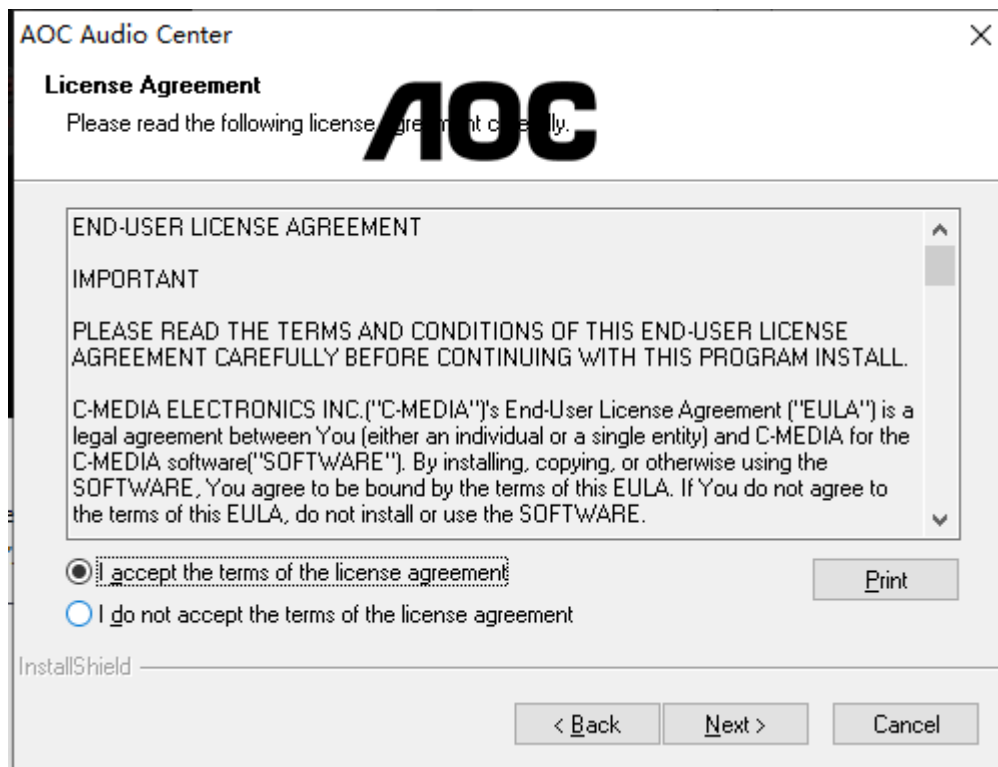 AOC Audio Center
License Agreement
Please read the following license
AOC
END-USER LICENSE AGREEMENT
IMPORTANT
PLEASE READ THE TERMS AND CONDITIONS OF THIS END-USER LICENSE
AGREEMENT CAREFULLY BEFORE CONTINUING WITH THIS PROGRAM INSTALL.
C-MEDIA ELECTRONICS INC.("C-MEDIA")'s End-User License Agreement ("EULA") is a
legal agreement between You (either an individual or a single entity) and C-MEDIA for the
C-MEDIA software("SOFTWARE"). By installing, copying, or otherwise using the
SOFTWARE, You agree to be bound by the terms of this EULA. If You do not agree to
the terms of this EULA, do not install or use the SOFTWARE.
I accept the terms of the license agreement
Print
I do not accept the terms of the license agreement
InstallShield
< Back Next > Cancel